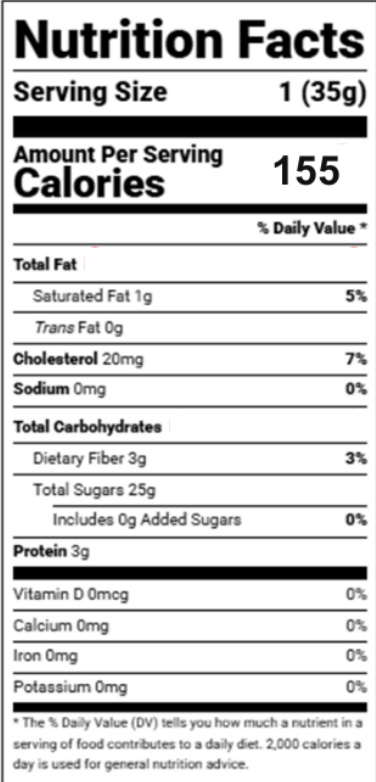 Nutrition Facts
Serving Size 1 (35g)
Amount Per Serving
Calories 155
% Daily Value *
Total Fat
Saturated Fat 1g 5%
Trans Fat 0g
Cholesterol 20mg 7%
Sodium 0mg 0%
Total Carbohydrates
Dietary Fiber 3g 3%
Total Sugars 25g
Includes 0g Added Sugars 0%
Protein 3g
Vitamin D 0mcg 0%
Calcium 0mg 0%
Iron 0mg 0%
Potassium 0mg 0%
* The % Daily Value (DV) tells you how much a nutrient in a
serving of food contributes to a daily diet. 2,000 calories a
day is used for general nutrition advice.